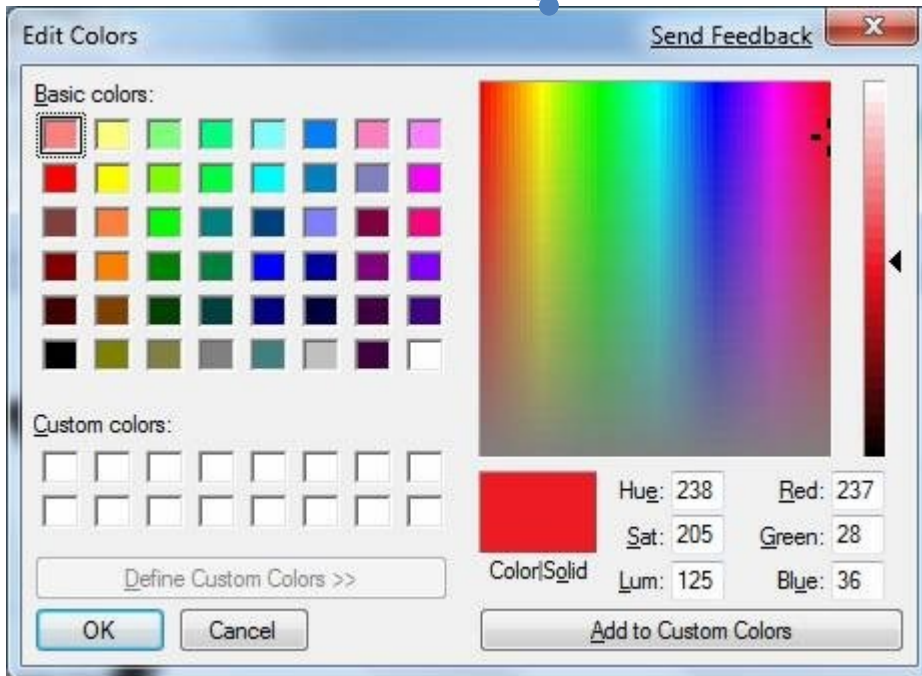 Edit Colors Send Feedback
Basic colors:
Custom colors:
Define Custom Colors >>
OK Cancel
Color|Solid
Hue: 238 Red: 237
Sat: 205 Green: 28
Lum: 125 Blue: 36
Add to Custom Colors